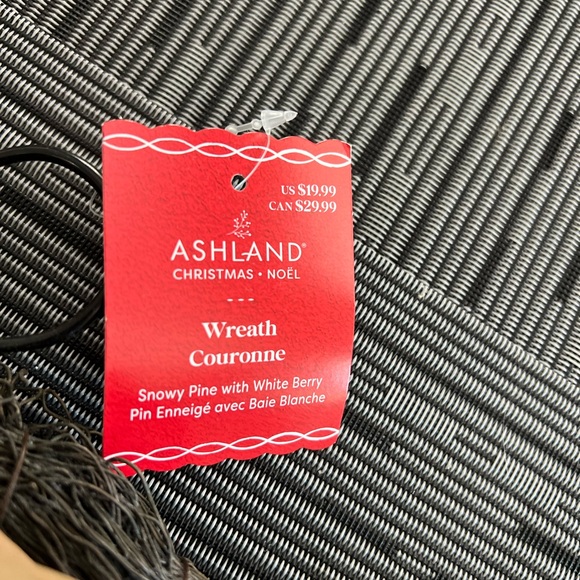 US $19.99
CAN $29.99
ASHLAND®
CHRISTMAS • NOËL
---
Wreath
Couronne
Snowy Pine with White Berry
Pin Enneigé avec Baie Blanche